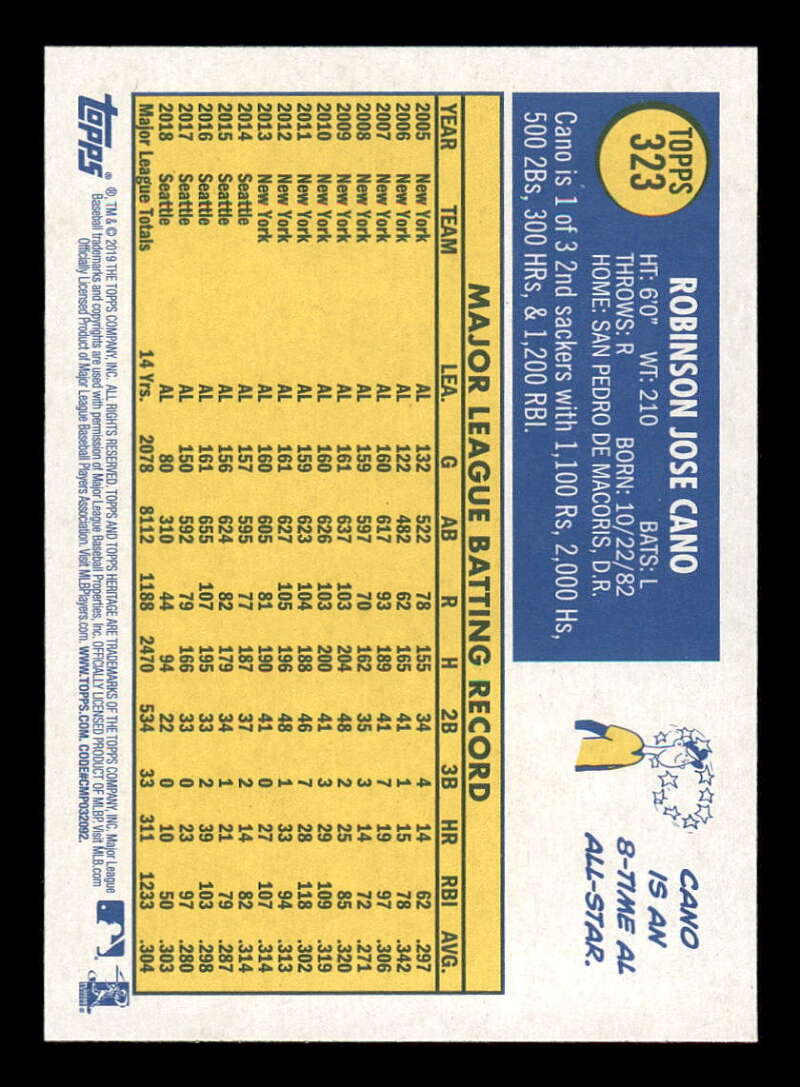 TOPPS
323
ROBINSON JOSE CANO
HT: 6'0" WT: 210 BATS: L
THROWS: R BORN: 10/22/82
HOME: SAN PEDRO DE MACORIS, D.R.
Cano is 1 of 3 2nd sackers with 1,100 Rs, 2,000 Hs,
500 2Bs, 300 HRs, & 1,200 RBI.
CANO
IS AN
8-TIME AL
ALL-STAR.
MAJOR LEAGUE BATTING RECORD
YEAR TEAM LEA. G AB R H 2B 3B HR RBI AVG.
2005 New York AL 132 522 78 155 34 4 14 62 .297
2006 New York AL 122 482 62 165 41 1 15 78 .342
2007 New York AL 160 617 93 189 41 7 19 97 .306
2008 New York AL 159 597 70 162 35 3 14 72 .271
2009 New York AL 161 637 103 204 48 2 25 85 .320
2010 New York AL 160 626 103 200 41 3 29 109 .319
2011 New York AL 159 623 104 188 46 7 28 118 .302
2012 New York AL 161 627 105 196 48 1 33 94 .313
2013 New York AL 160 605 81 190 41 0 27 107 .314
2014 Seattle AL 157 595 77 187 37 2 14 82 .314
2015 Seattle AL 156 624 82 179 34 1 21 79 .287
2016 Seattle AL 161 655 107 195 33 2 39 103 .298
2017 Seattle AL 150 592 79 166 33 0 23 97 .280
2018 Seattle AL 80 310 44 94 22 0 10 50 .303
Major League Totals 14 Yrs. 2078 8112 1188 2470 534 33 311 1233 .304
topps ® ®, TM & © 2019 THE TOPPS COMPANY, INC. ALL RIGHTS RESERVED. TOPPS AND TOPPS HERITAGE ARE TRADEMARKS OF THE TOPPS COMPANY, INC. Major League
Baseball trademarks and copyrights are used with permission of Major League Baseball Properties, Inc. OFFICIALLY LICENSED PRODUCT OF MLBP Visit MLB.com
Officially Licensed Product of Major League Baseball Players Association. Visit MLBPlayers.com. WWW.TOPPS.COM. CODE#CMP032092.